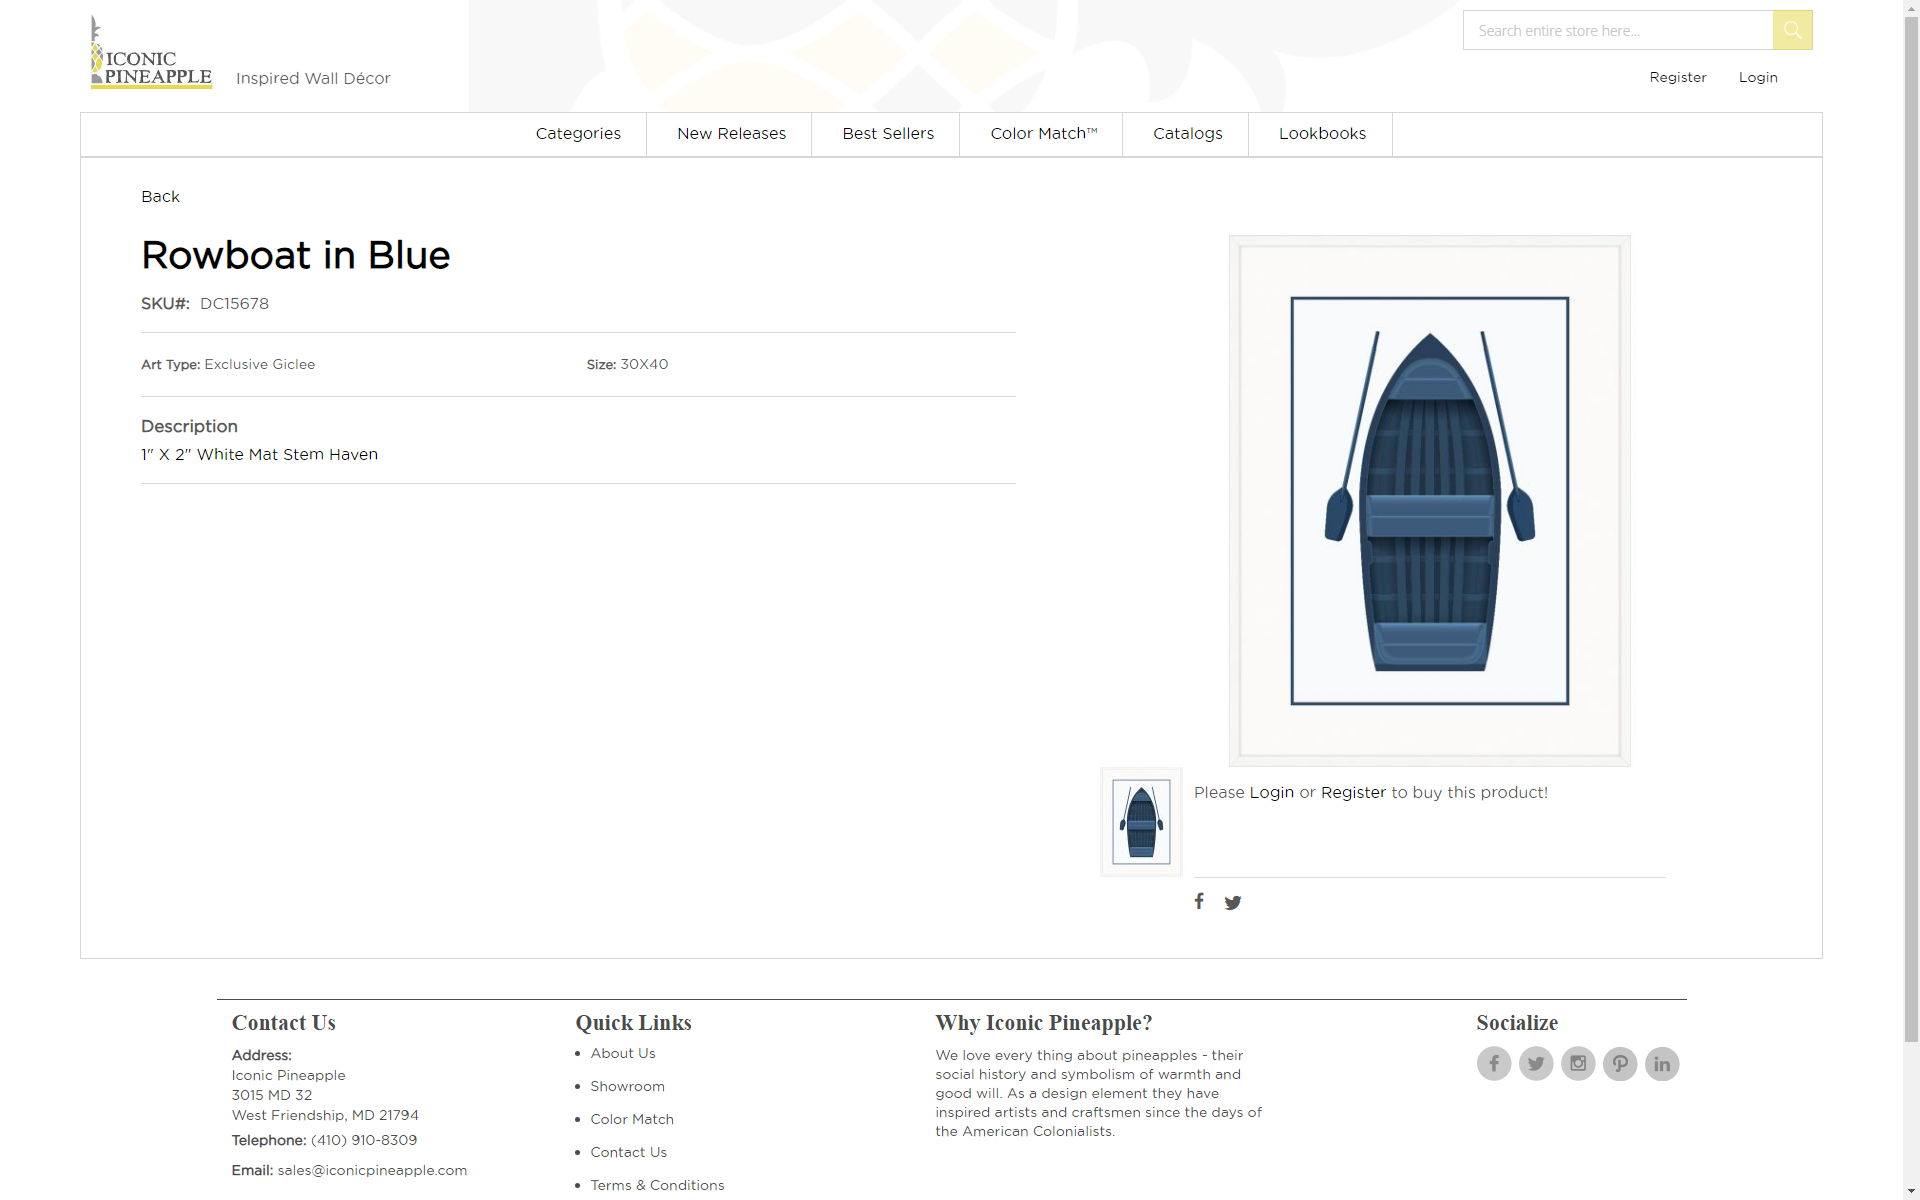 ICONIC
PINEAPPLE
Inspired Wall Décor
Search entire store here...
Register
Login
Categories
New Releases
Best Sellers
Color Match™
Catalogs
Lookbooks
Back
Rowboat in Blue
SKU#: DC15678
Art Type: Exclusive Giclee
Size: 30X40
Description
1" X 2" White Mat Stem Haven
Please Login or Register to buy this product!
Contact Us
Address:
Iconic Pineapple
3015 MD 32
West Friendship, MD 21794
Telephone: (410) 910-8309
Email: sales@iconicpineapple.com
Quick Links
About Us
Showroom
Color Match
Contact Us
Terms & Conditions
Why Iconic Pineapple?
We love every thing about pineapples - their
social history and symbolism of warmth and
good will. As a design element they have
inspired artists and craftsmen since the days of
the American Colonialists.
Socialize